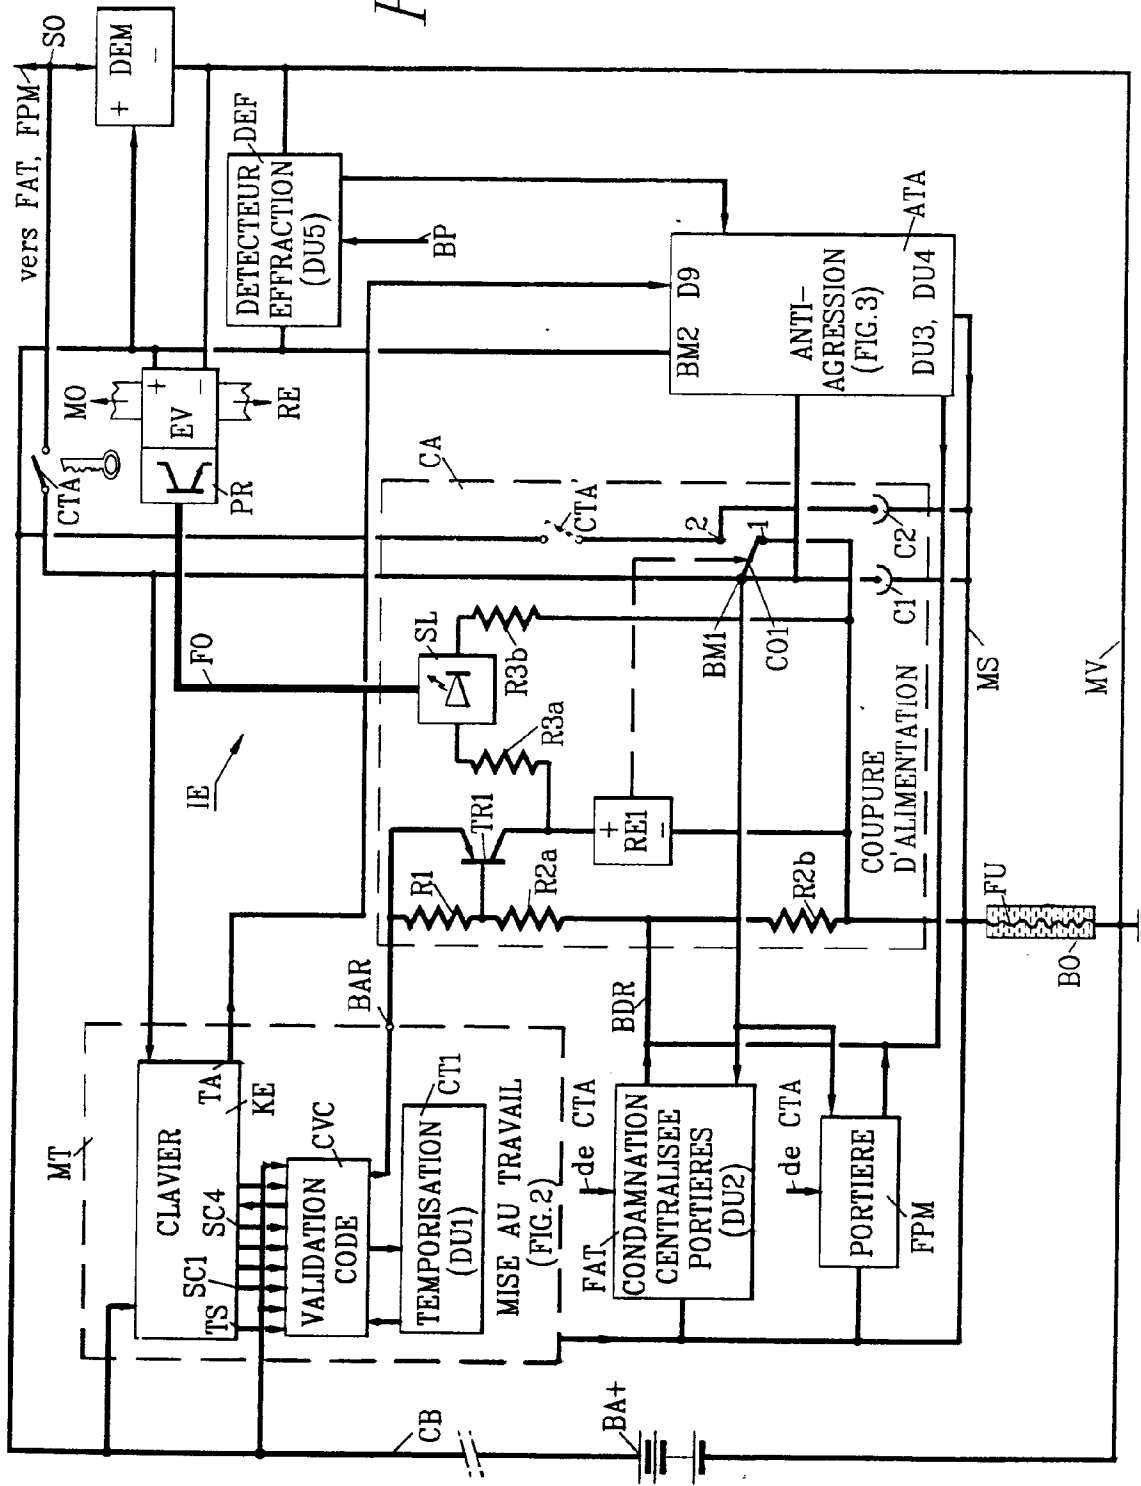 vers FAT, FPM
SO
+ DEM -
CTA
MO
+
EV
-
RE
PR
DETECTEUR
EFFRACTION
(DU5)
DEF
BP
BM2 D9
ANTI-
AGRESSION
(FIG.3)
DU3, DU4
ATA
CA
CTA'
2
1
C2
C1
BM1
CO1
FO
SL
R3b
R3a
IE
TR1
R1
R2a
+
RE1
-
R2b
COUPURE
D'ALIMENTATION
MS
MV
FU
BO
BAR
BDR
MT
CLAVIER
TA
KE
SC4
SC1
TS
CVC
VALIDATION
CODE
CT1
TEMPORISATION
(DU1)
MISE AU TRAVAIL
(FIG.2)
de CTA
FAT
CONDAMNATION
CENTRALISEE
PORTIERES
(DU2)
de CTA
PORTIERE
FPM
CB
BA+